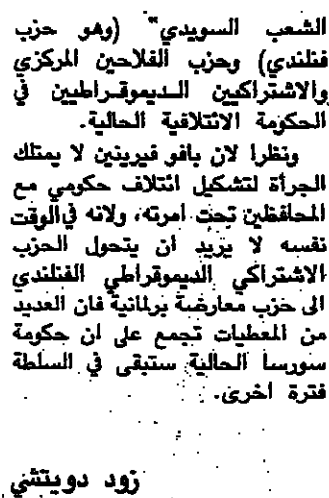 الشعب السويدي" (وهو حزب
فنلندي) وحزب الفلاحين المركزي
والاشتراكيين الديموقراطيين في
الحكومة الائتلافية الحالية.
ونظرا لان بافو فيرينين لا يمتلك
الجرأة لتشكيل ائتلاف حكومي مع
المحافظين تحت امرته، ولانه في الوقت
نفسه لا يريد ان يتحول الحزب
الاشتراكي الديموقراطي الفنلندي
الى حزب معارضة برلمانية فان العديد
من المعطيات تجمع على ان حكومة
سورسا الحالية ستبقى في السلطة
فترة اخرى.
زود دويتشي